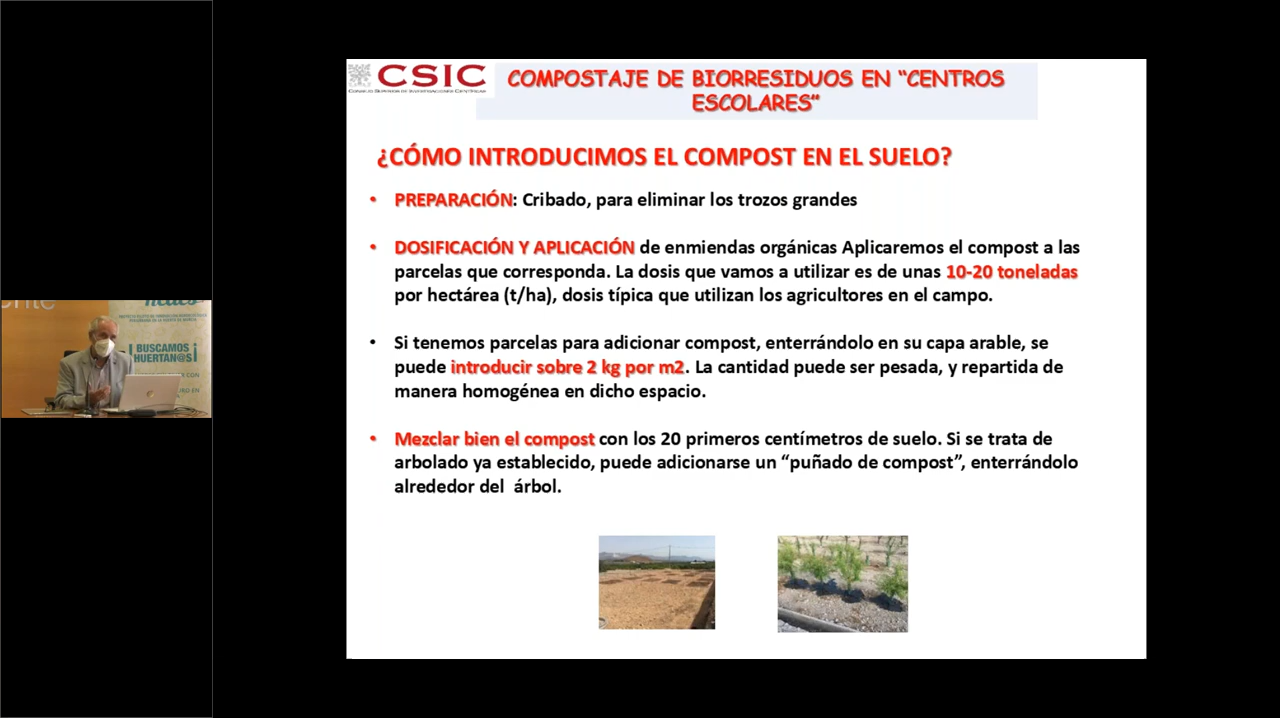 CSIC
CONSEJO SUPERIOR DE INVESTIGACIONES CIENTÍFICAS
COMPOSTAJE DE BIORRESIDUOS EN “CENTROS
ESCOLARES”
¿CÓMO INTRODUCIMOS EL COMPOST EN EL SUELO?
• PREPARACIÓN: Cribado, para eliminar los trozos grandes
• DOSIFICACIÓN Y APLICACIÓN de enmiendas orgánicas Aplicaremos el compost a las
parcelas que corresponda. La dosis que vamos a utilizar es de unas 10-20 toneladas
por hectárea (t/ha), dosis típica que utilizan los agricultores en el campo.
• Si tenemos parcelas para adicionar compost, enterrándolo en su capa arable, se
puede introducir sobre 2 kg por m2. La cantidad puede ser pesada, y repartida de
manera homogénea en dicho espacio.
• Mezclar bien el compost con los 20 primeros centímetros de suelo. Si se trata de
arbolado ya establecido, puede adicionarse un “puñado de compost”, enterrándolo
alrededor del árbol.
BUSCAMOS
HUERTAN@S